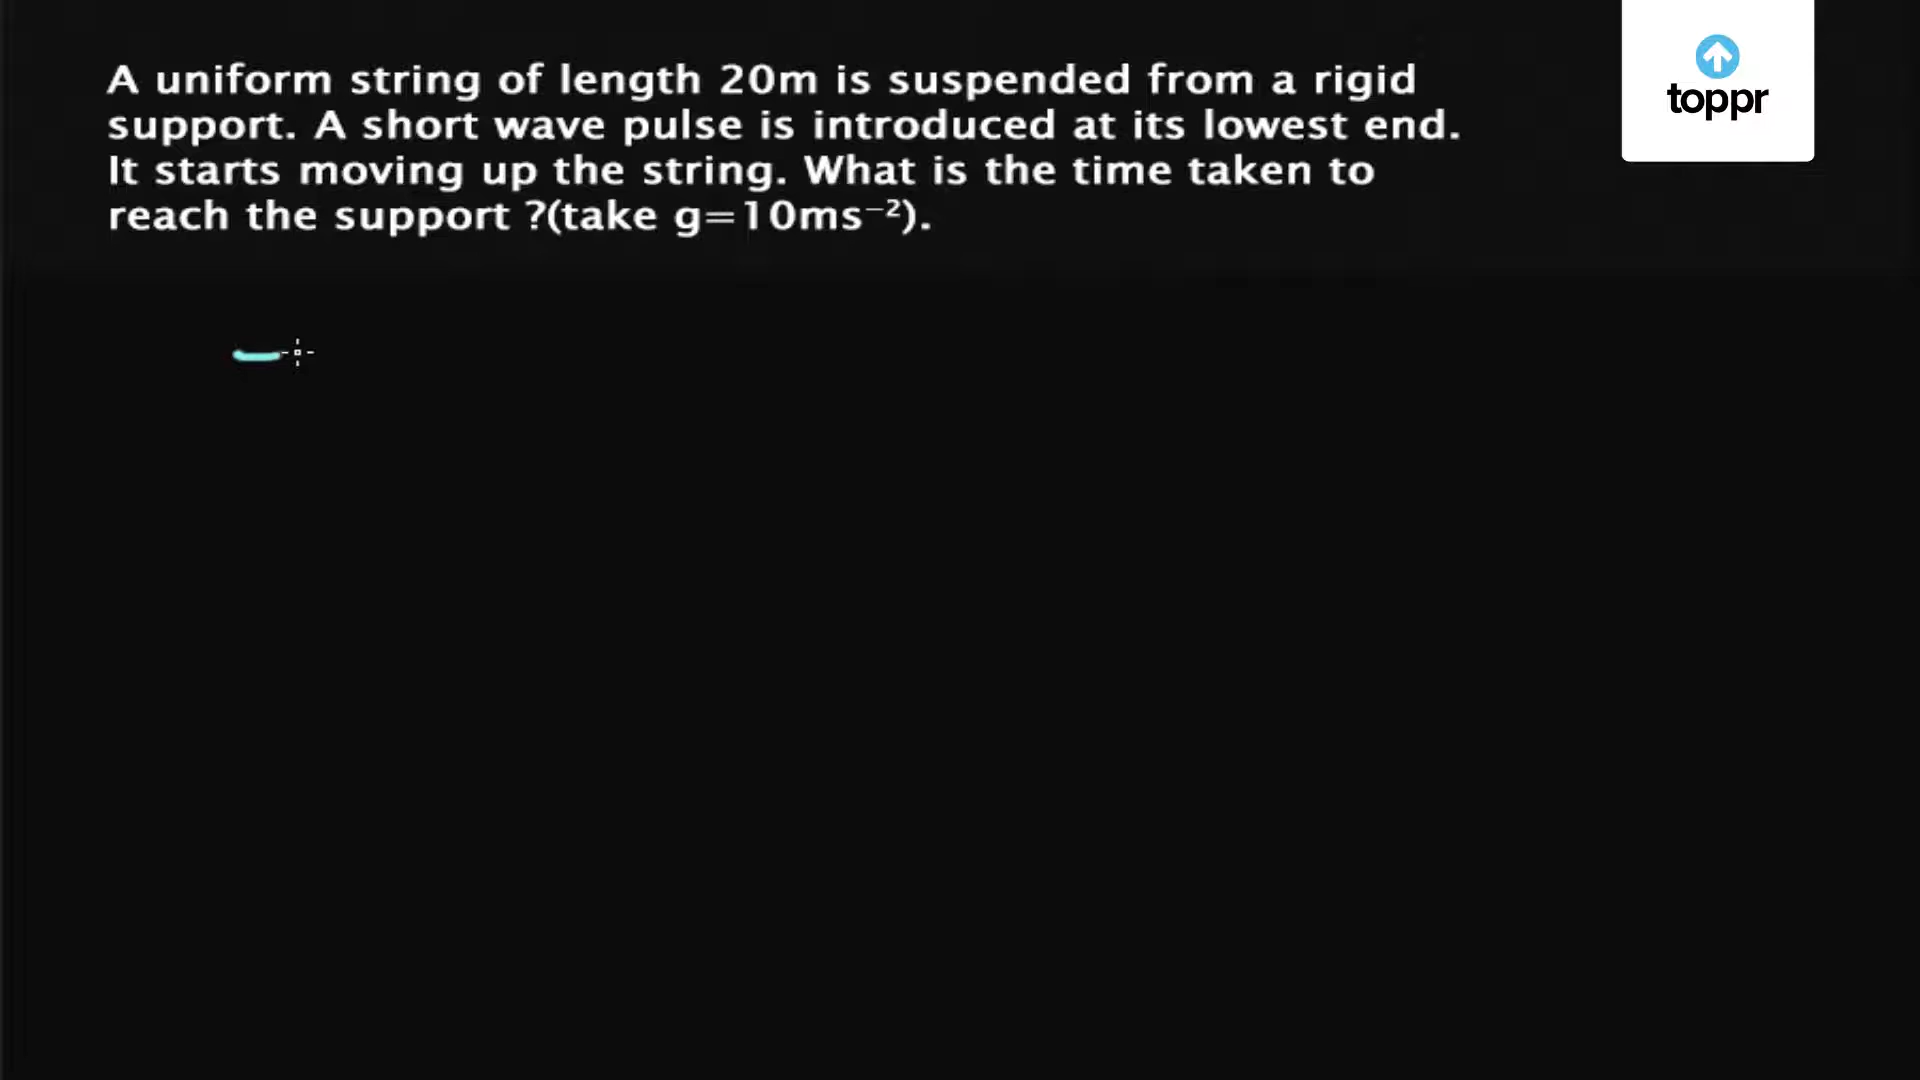 A uniform string of length 20m is suspended from a rigid
support. A short wave pulse is introduced at its lowest end.
It starts moving up the string. What is the time taken to
reach the support ?(take g=10ms⁻²).
toppr